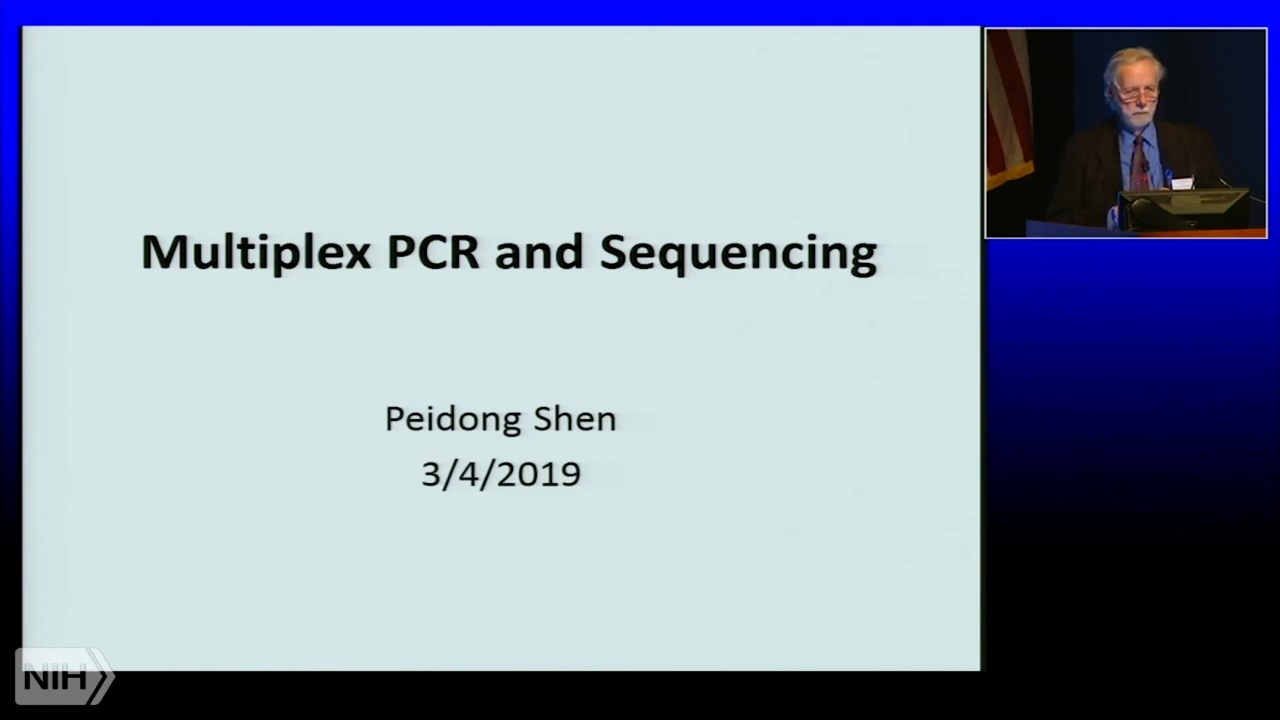 Multiplex PCR and Sequencing
Peidong Shen
3/4/2019
NIH